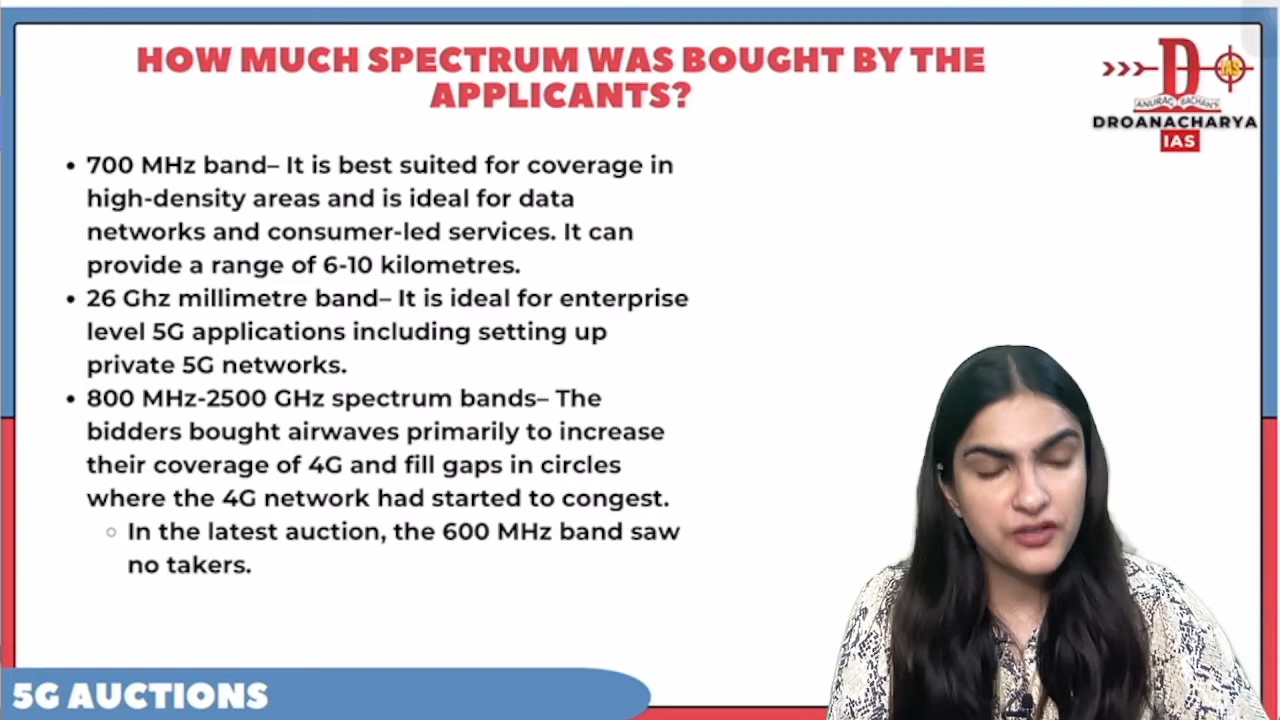 HOW MUCH SPECTRUM WAS BOUGHT BY THE
APPLICANTS?
D
IAS
ANURAG BACHAN'S
DROANACHARYA
IAS
• 700 MHz band– It is best suited for coverage in
high-density areas and is ideal for data
networks and consumer-led services. It can
provide a range of 6-10 kilometres.
• 26 Ghz millimetre band– It is ideal for enterprise
level 5G applications including setting up
private 5G networks.
• 800 MHz-2500 GHz spectrum bands– The
bidders bought airwaves primarily to increase
their coverage of 4G and fill gaps in circles
where the 4G network had started to congest.
○ In the latest auction, the 600 MHz band saw
no takers.
5G AUCTIONS